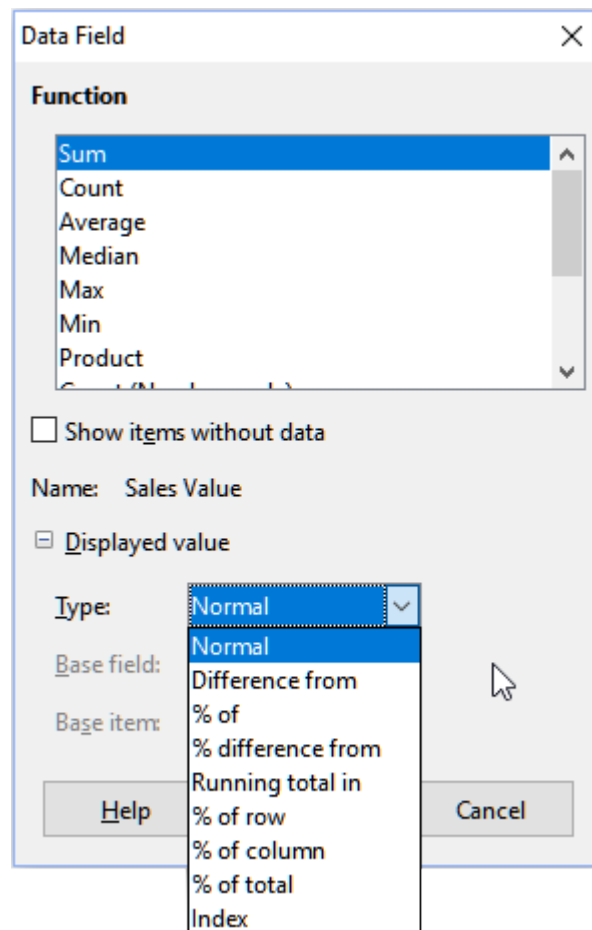 Data Field
Function
Sum
Count
Average
Median
Max
Min
Product
Show items without data
Name: Sales Value
Displayed value
Type: Normal
Normal
Base field:
Difference from
% of
Base item:
% difference from
Running total in
Help
% of row
Cancel
% of column
% of total
Index